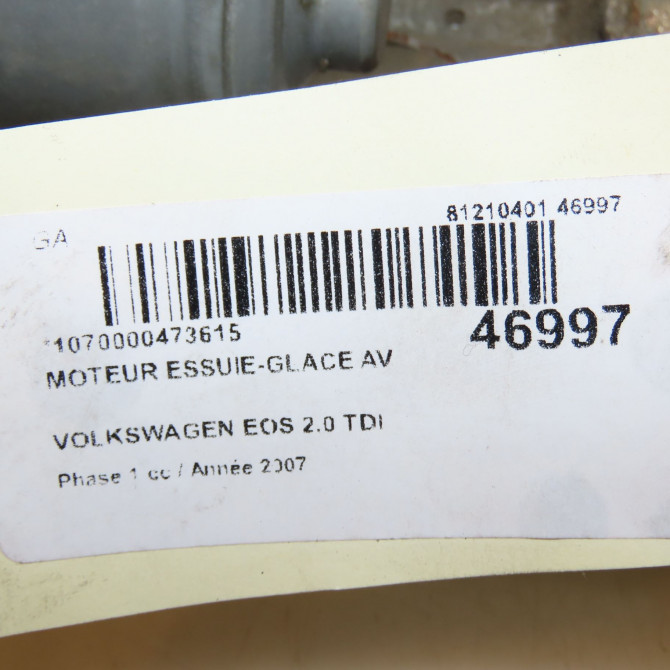 GA
81210401 46997
*1070000473615
46997
MOTEUR ESSUIE-GLACE AV
VOLKSWAGEN EOS 2.0 TDI
Phase 1 cc / Année 2007